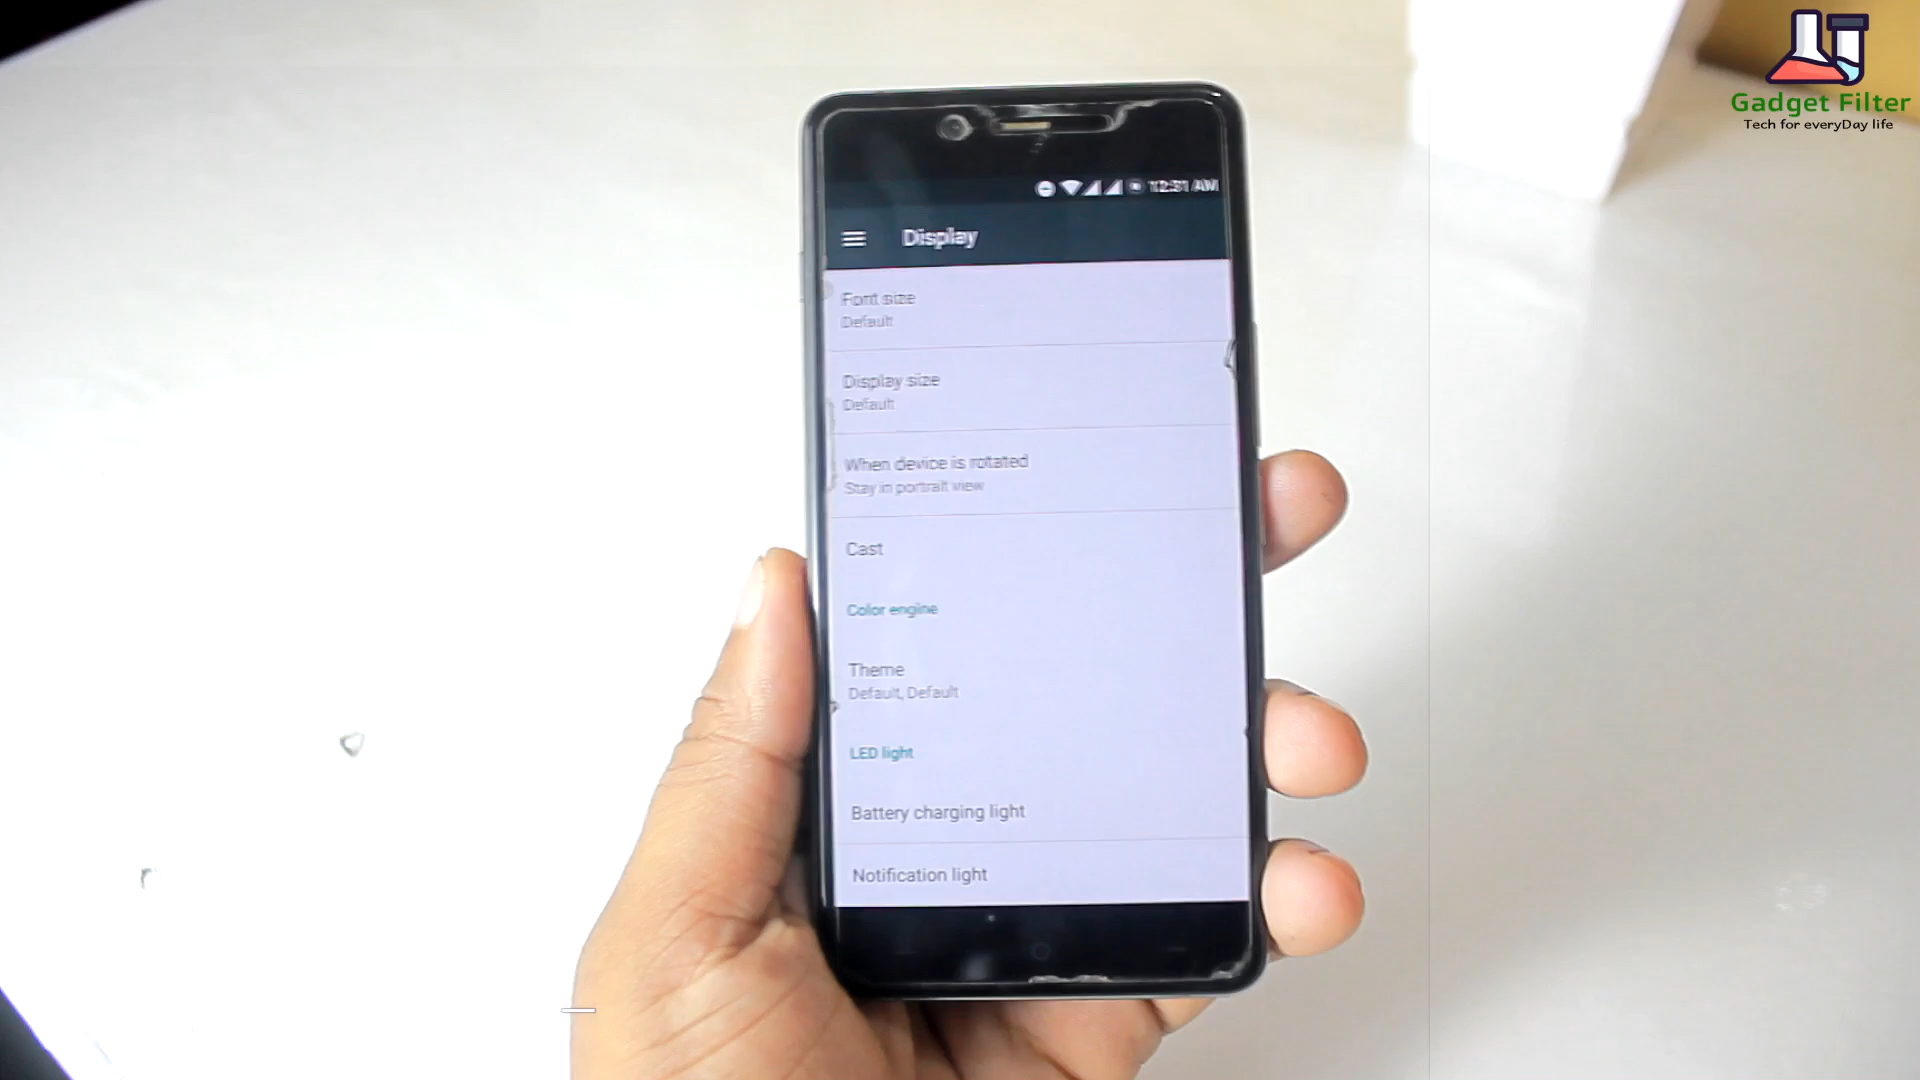 Gadget Filter
Tech for everyDay life
12:31 AM
Display
Font size
Default
Display size
Default
When device is rotated
Stay in portrait view
Cast
Color engine
Theme
Default, Default
LED light
Battery charging light
Notification light